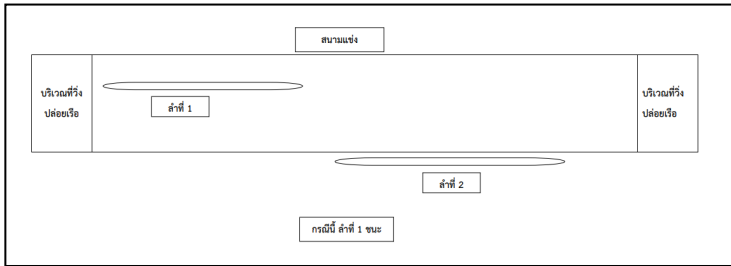 สนามแข่ง
บริเวณที่วิ่ง
ปล่อยเรือ
ลำที่ 1
บริเวณที่วิ่ง
ปล่อยเรือ
ลำที่ 2
กรณีนี้ ลำที่ 1 ชนะ